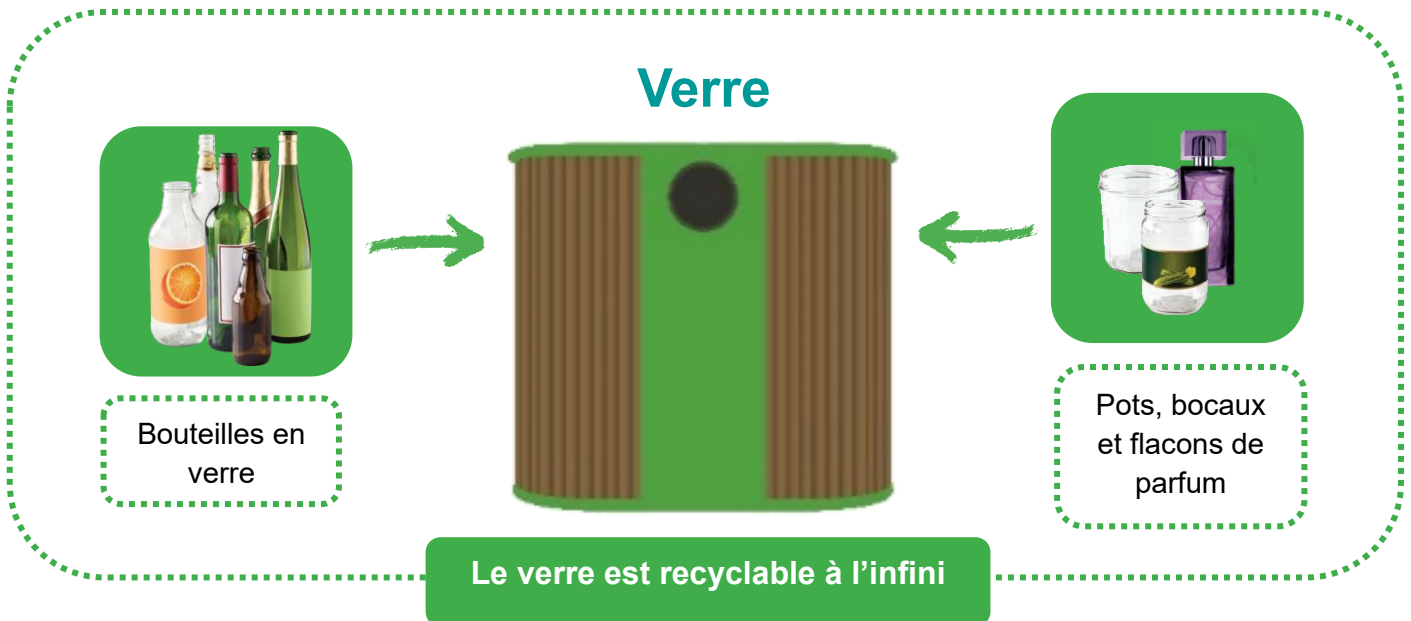 Verre
Bouteilles en
verre
Pots, bocaux
et flacons de
parfum
Le verre est recyclable à l’infini